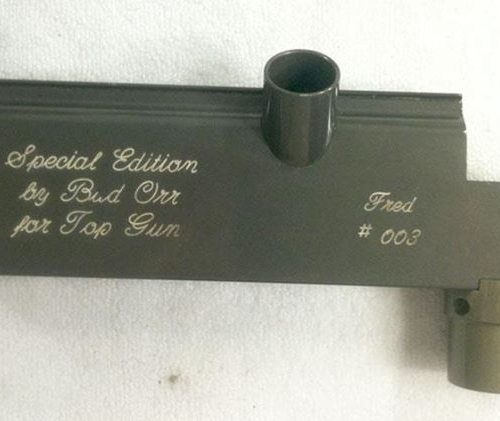 Special Edition
by Bud Orr
for Top Gun
Fred
# 003